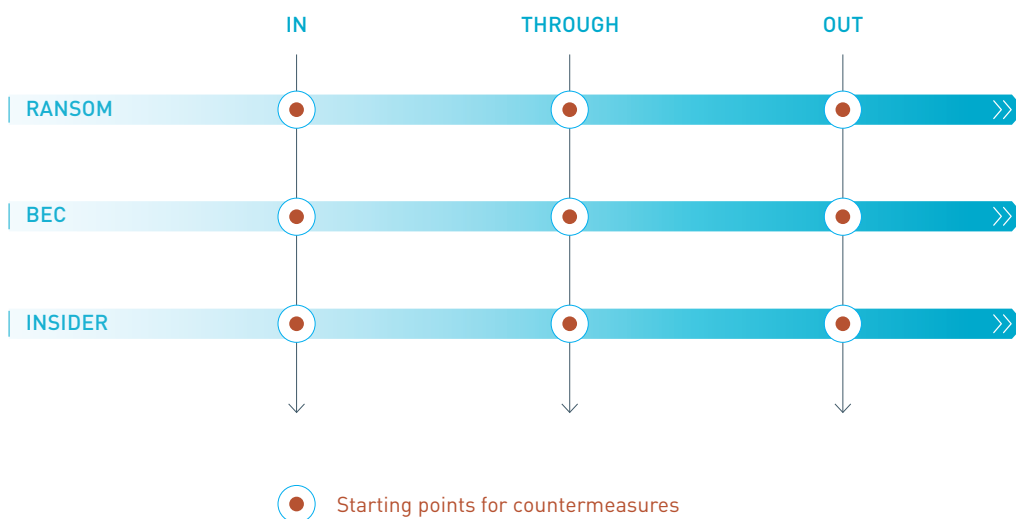 IN THROUGH OUT
RANSOM
BEC
INSIDER
Starting points for countermeasures